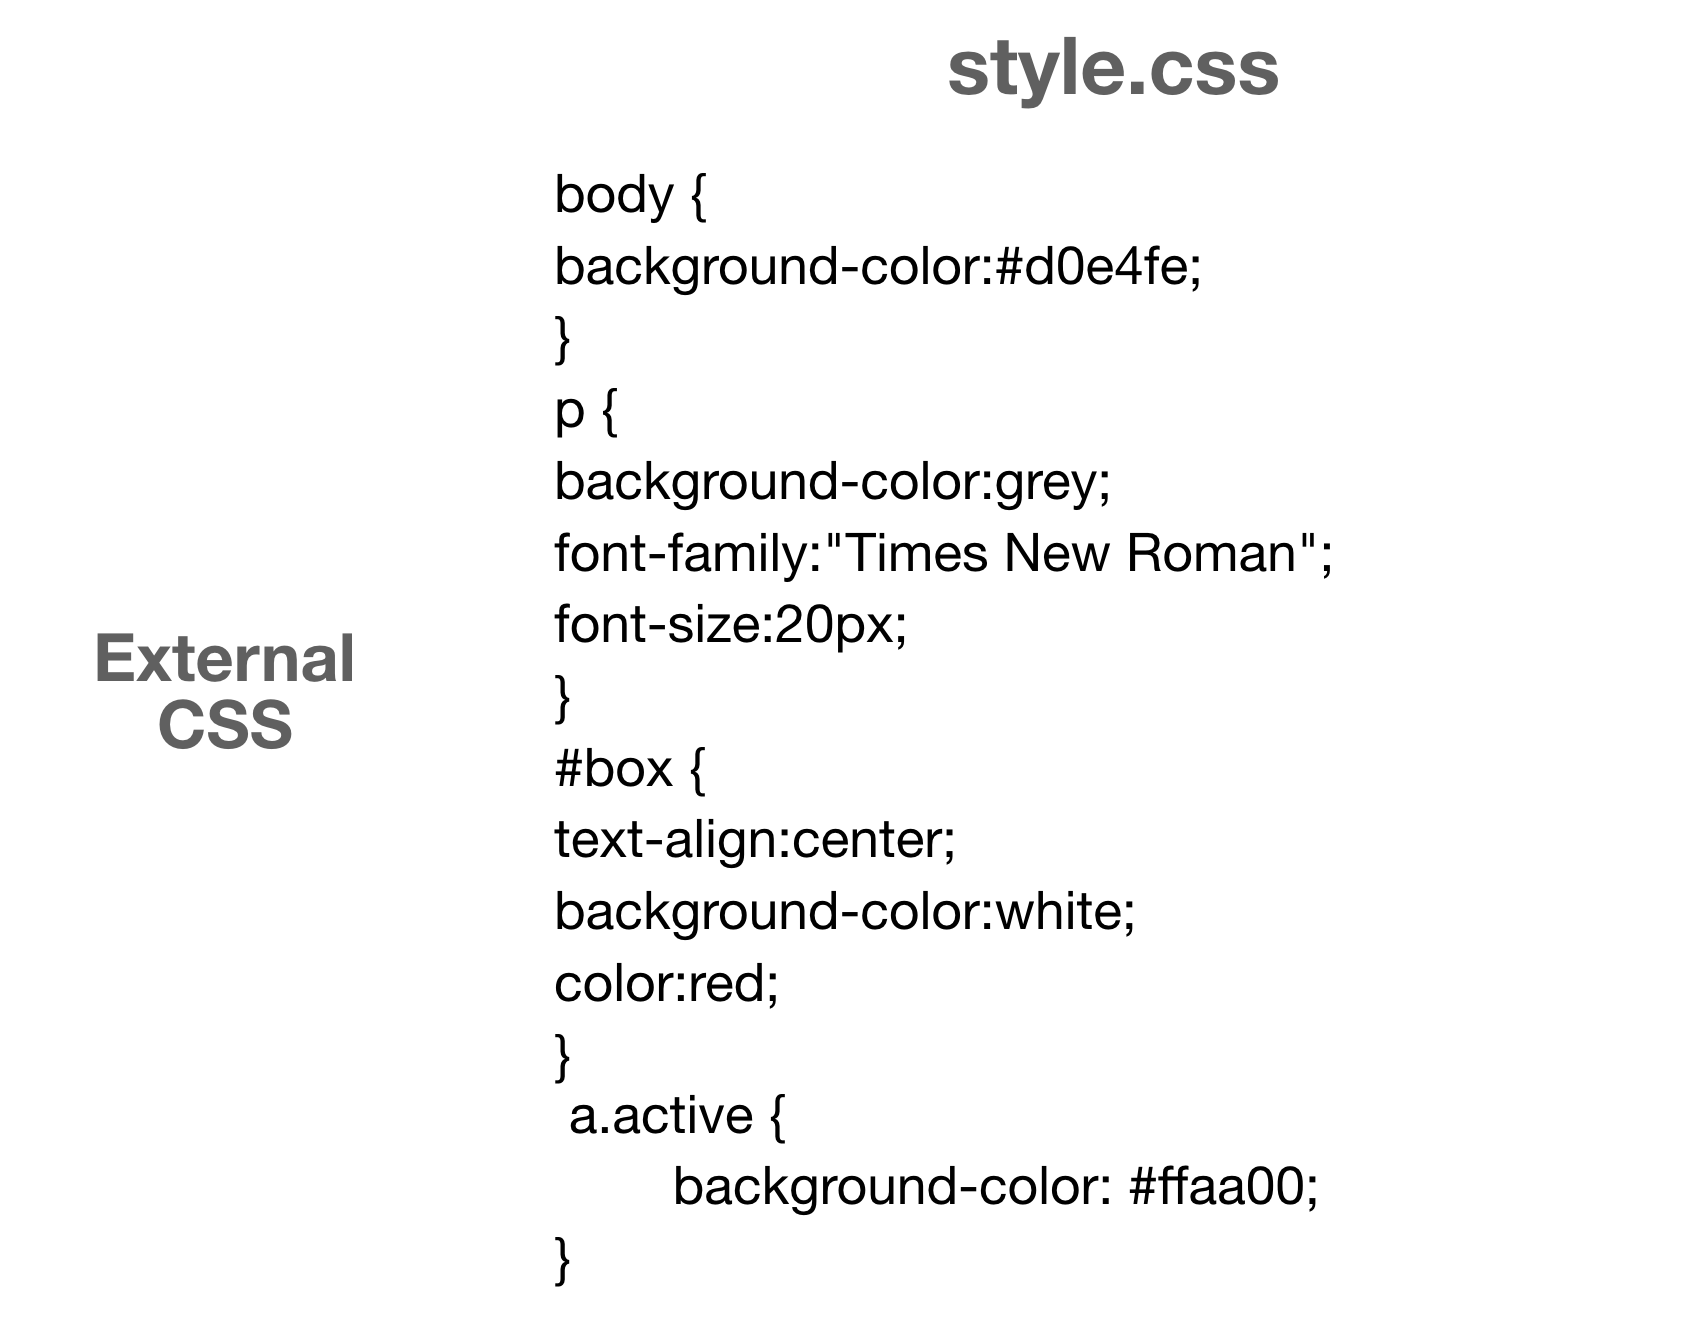 style.css
body {
background-color:#d0e4fe;
}
p {
background-color:grey;
font-family:"Times New Roman";
font-size:20px;
}
External
CSS
#box {
text-align:center;
background-color:white;
color:red;
}
a.active {
background-color: #ffaa00;
}